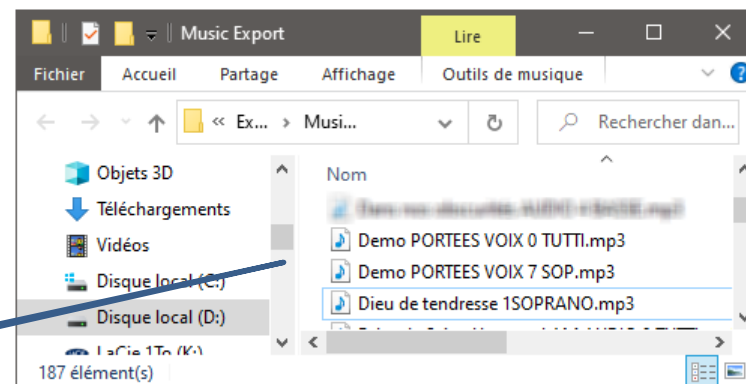 Music Export
Lire
Fichier Accueil Partage Affichage Outils de musique
« Ex... › Musi...
Rechercher dan...
Objets 3D
Téléchargements
Vidéos
Disque local (C:)
Disque local (D:)
LaCie 1To (K:)
Nom
Demo PORTEES VOIX 0 TUTTI.mp3
Demo PORTEES VOIX 7 SOP.mp3
Dieu de tendresse 1SOPRANO.mp3
187 élément(s)